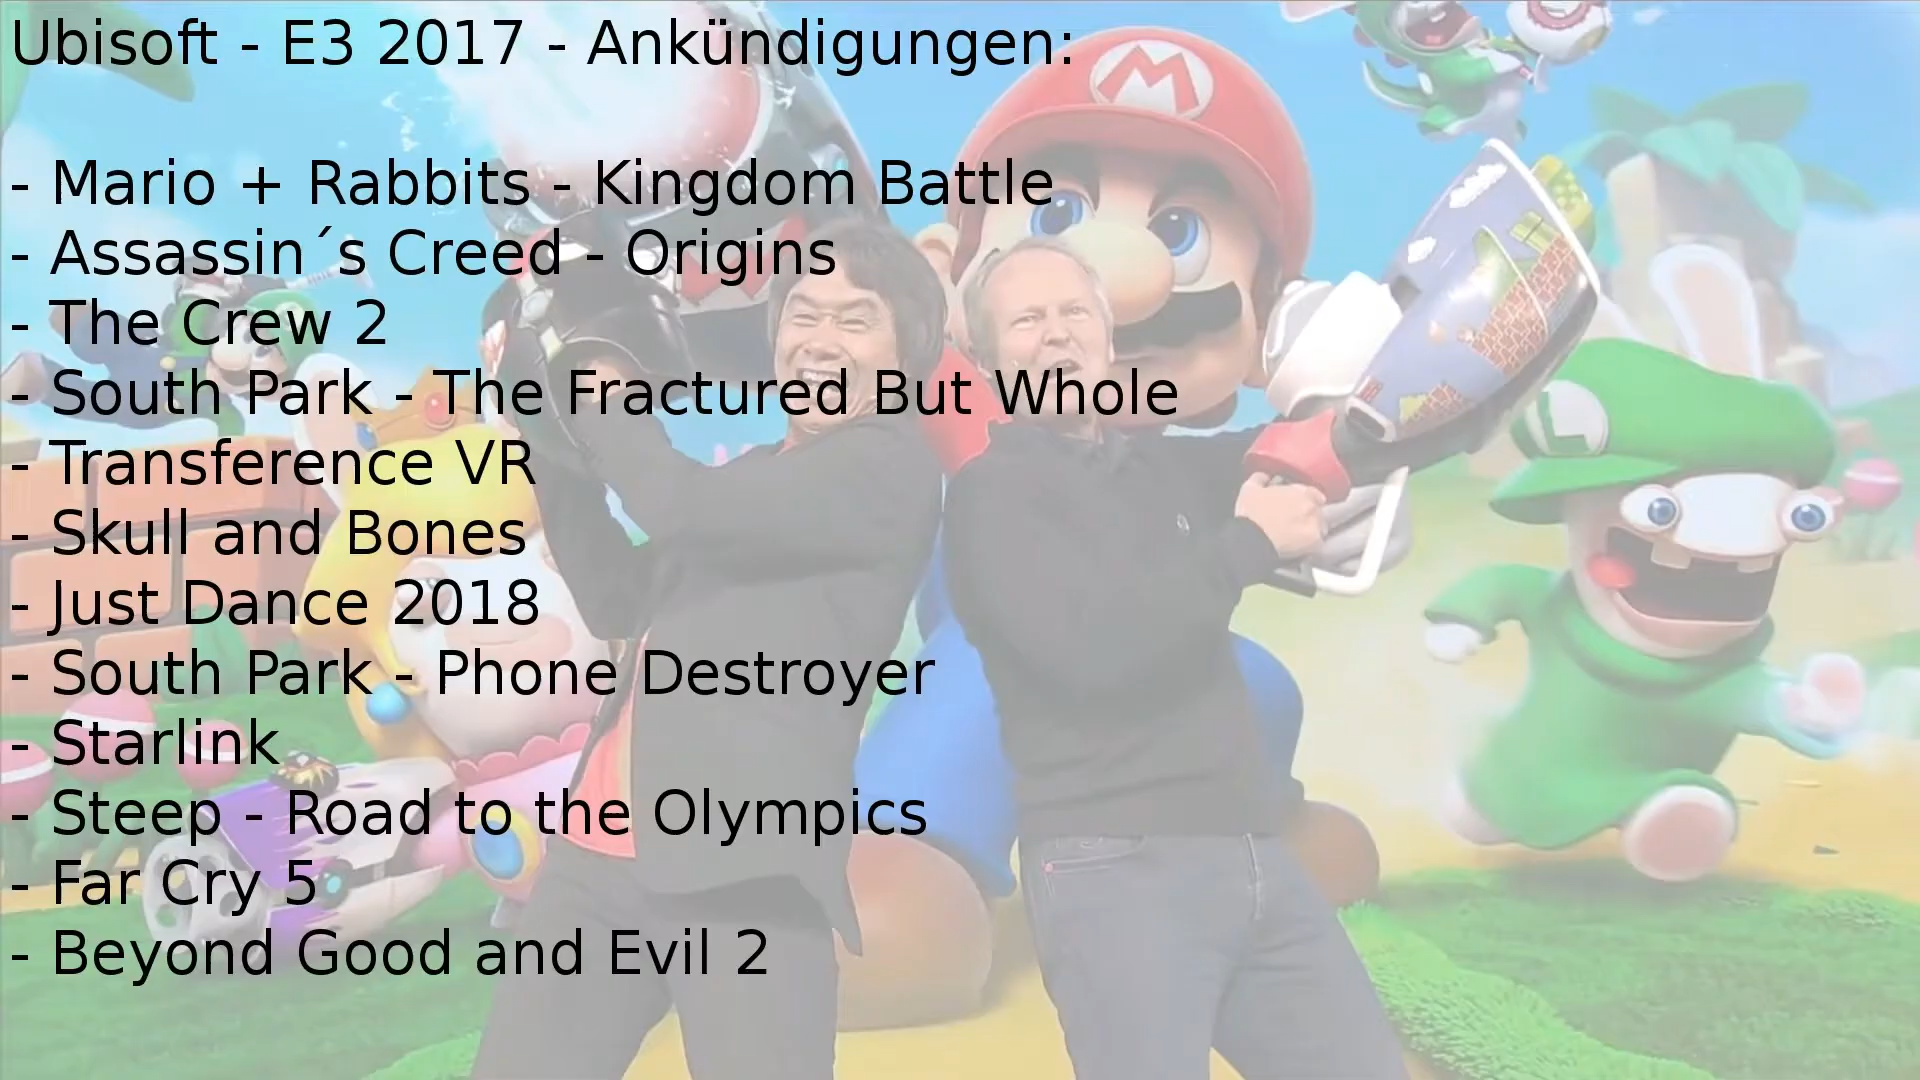 Ubisoft - E3 2017 - Ankündigungen:
- Mario + Rabbits - Kingdom Battle
- Assassin´s Creed - Origins
- The Crew 2
- South Park - The Fractured But Whole
- Transference VR
- Skull and Bones
- Just Dance 2018
- South Park - Phone Destroyer
- Starlink
- Steep - Road to the Olympics
- Far Cry 5
- Beyond Good and Evil 2
M
L